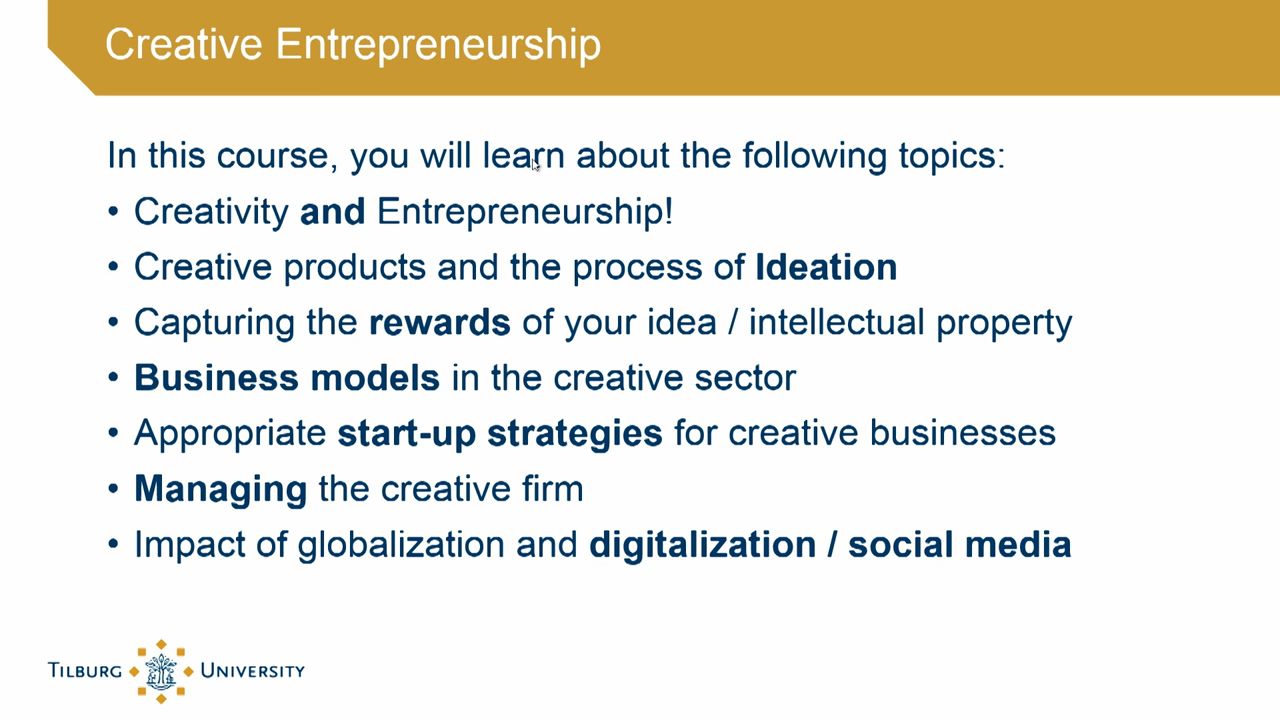 Creative Entrepreneurship
In this course, you will learn about the following topics:
• Creativity and Entrepreneurship!
• Creative products and the process of Ideation
• Capturing the rewards of your idea / intellectual property
• Business models in the creative sector
• Appropriate start-up strategies for creative businesses
• Managing the creative firm
• Impact of globalization and digitalization / social media
TILBURG UNIVERSITY